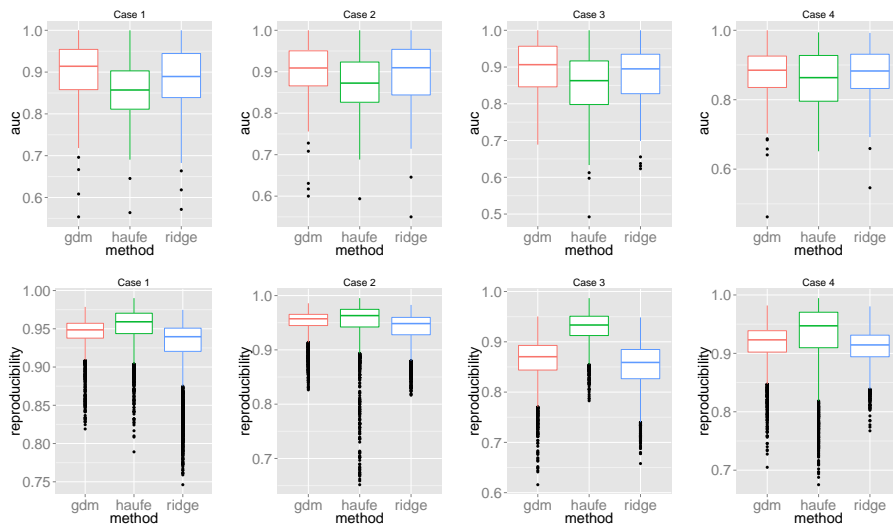 Case 1
auc
1.0
0.9
0.8
0.7
0.6
gdm haufe ridge
method
Case 2
auc
1.0
0.9
0.8
0.7
0.6
gdm haufe ridge
method
Case 3
auc
1.0
0.9
0.8
0.7
0.6
0.5
gdm haufe ridge
method
Case 4
auc
1.0
0.9
0.8
0.7
0.6
0.5
gdm haufe ridge
method
Case 1
reproducibility
1.00
0.95
0.90
0.85
0.80
0.75
gdm haufe ridge
method
Case 2
reproducibility
1.0
0.9
0.8
0.7
gdm haufe ridge
method
Case 3
reproducibility
1.0
0.9
0.8
0.7
0.6
gdm haufe ridge
method
Case 4
reproducibility
1.0
0.9
0.8
0.7
gdm haufe ridge
method